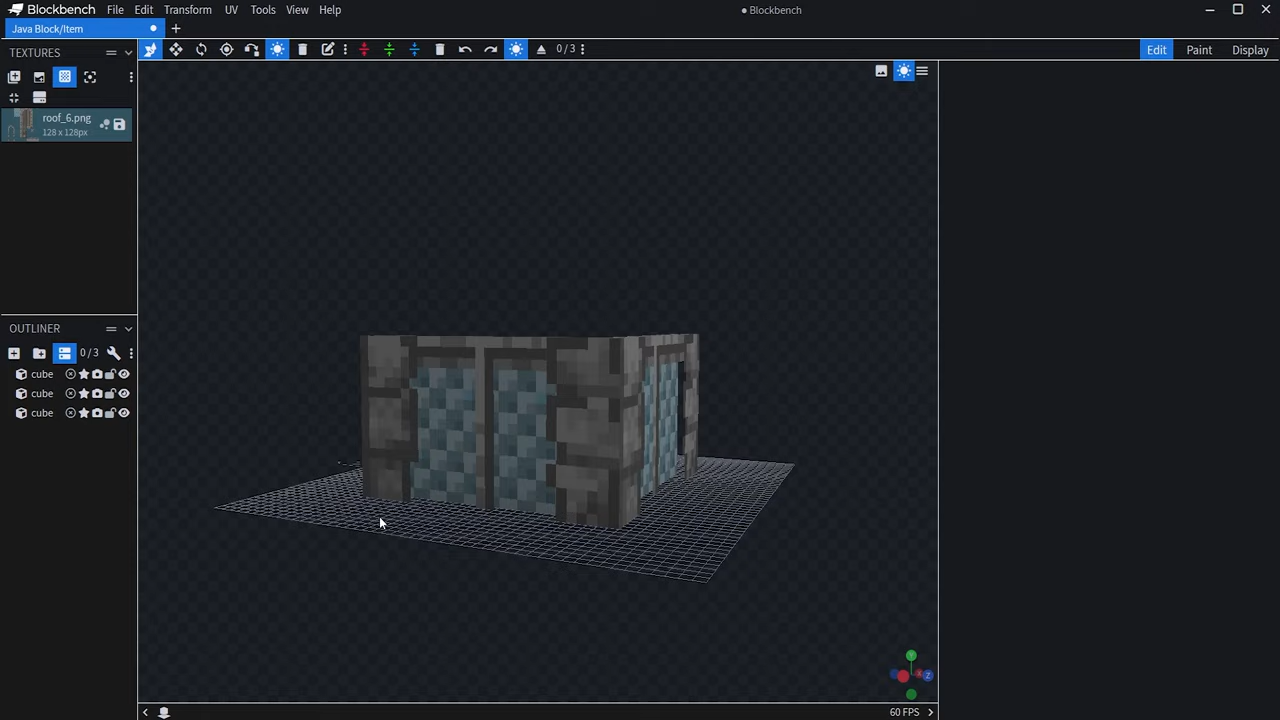 Blockbench File Edit Transform UV Tools View Help
Blockbench
Java Block/Item
TEXTURES
0 / 3
Edit Paint Display
roof_6.png
128 x 128px
OUTLINER
0 / 3
cube
cube
cube
Y
X
Z
60 FPS